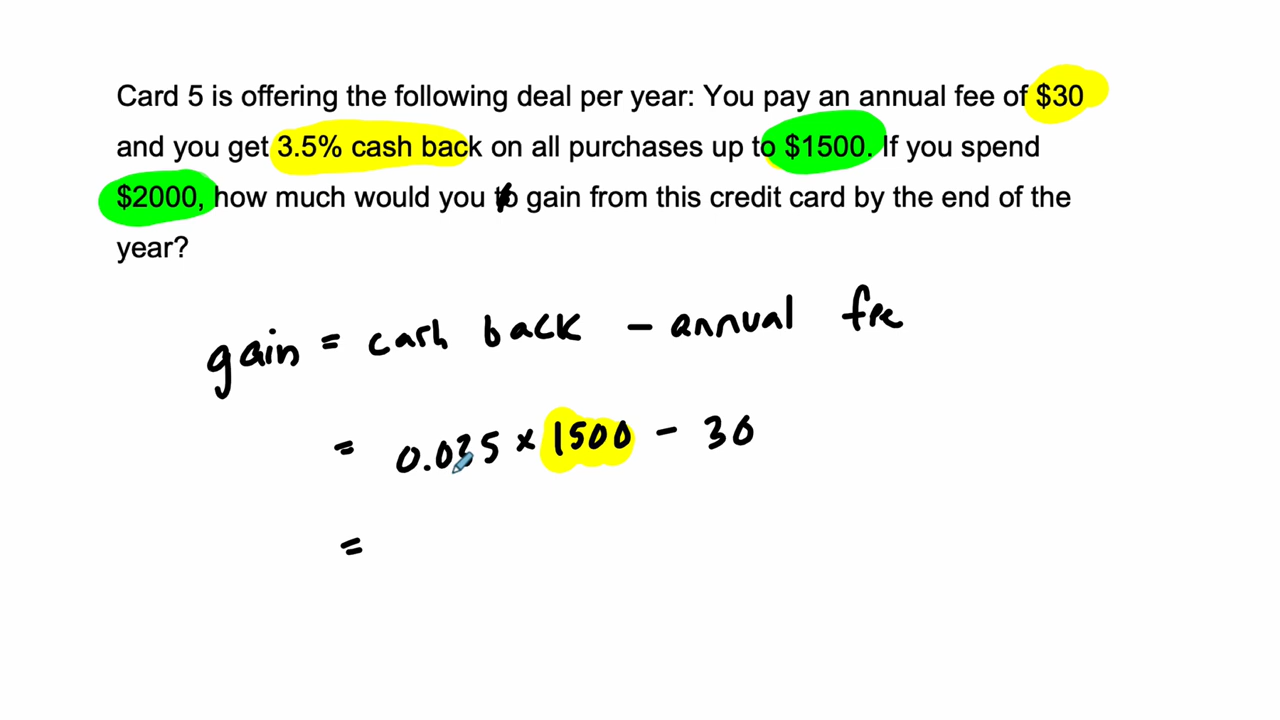 Card 5 is offering the following deal per year: You pay an annual fee of $30
and you get 3.5% cash back on all purchases up to $1500. If you spend
$2000, how much would you gain from this credit card by the end of the
year?
gain = cash back - annual fee
= 0.035 × 1500 - 30
=